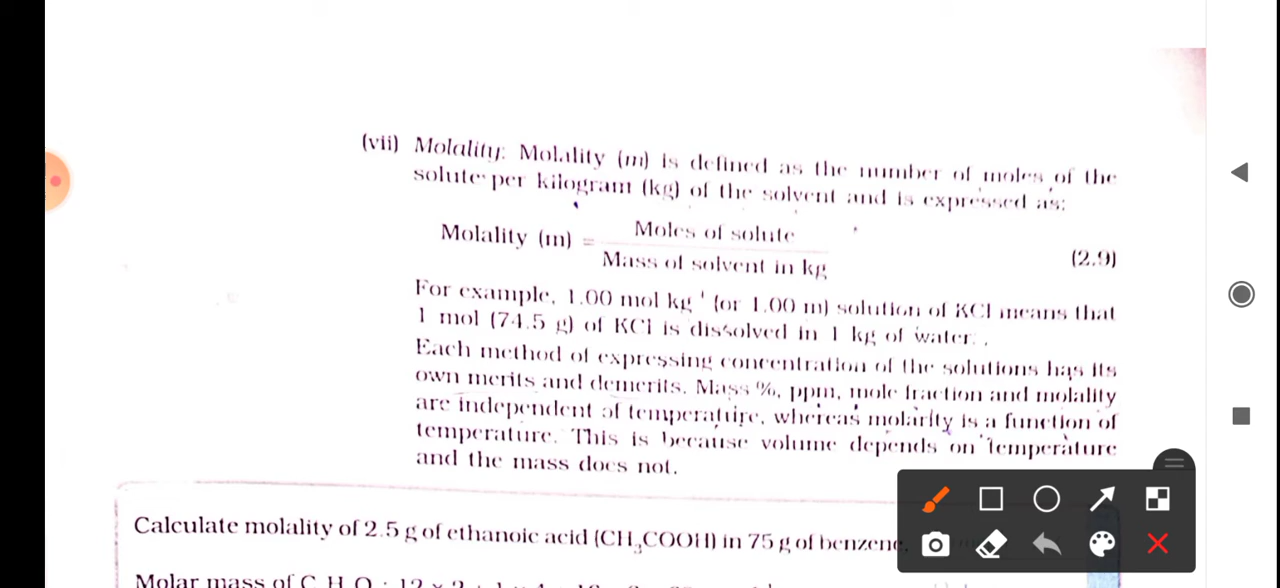 (vii) Molality: Molality (m) is defined as the number of moles of the
solute per kilogram (kg) of the solvent and is expressed as:
Molality (m) = Moles of solute / Mass of solvent in kg
(2.9)
For example, 1.00 mol kg⁻¹ (or 1.00 m) solution of KCl means that
1 mol (74.5 g) of KCl is dissolved in 1 kg of water.
Each method of expressing concentration of the solutions has its
own merits and demerits. Mass %, ppm, mole fraction and molality
are independent of temperature, whereas molarity is a function of
temperature. This is because volume depends on temperature
and the mass does not.
Calculate molality of 2.5 g of ethanoic acid (CH₃COOH) in 75 g of benzene.
Molar mass of C H O : 12 × 2